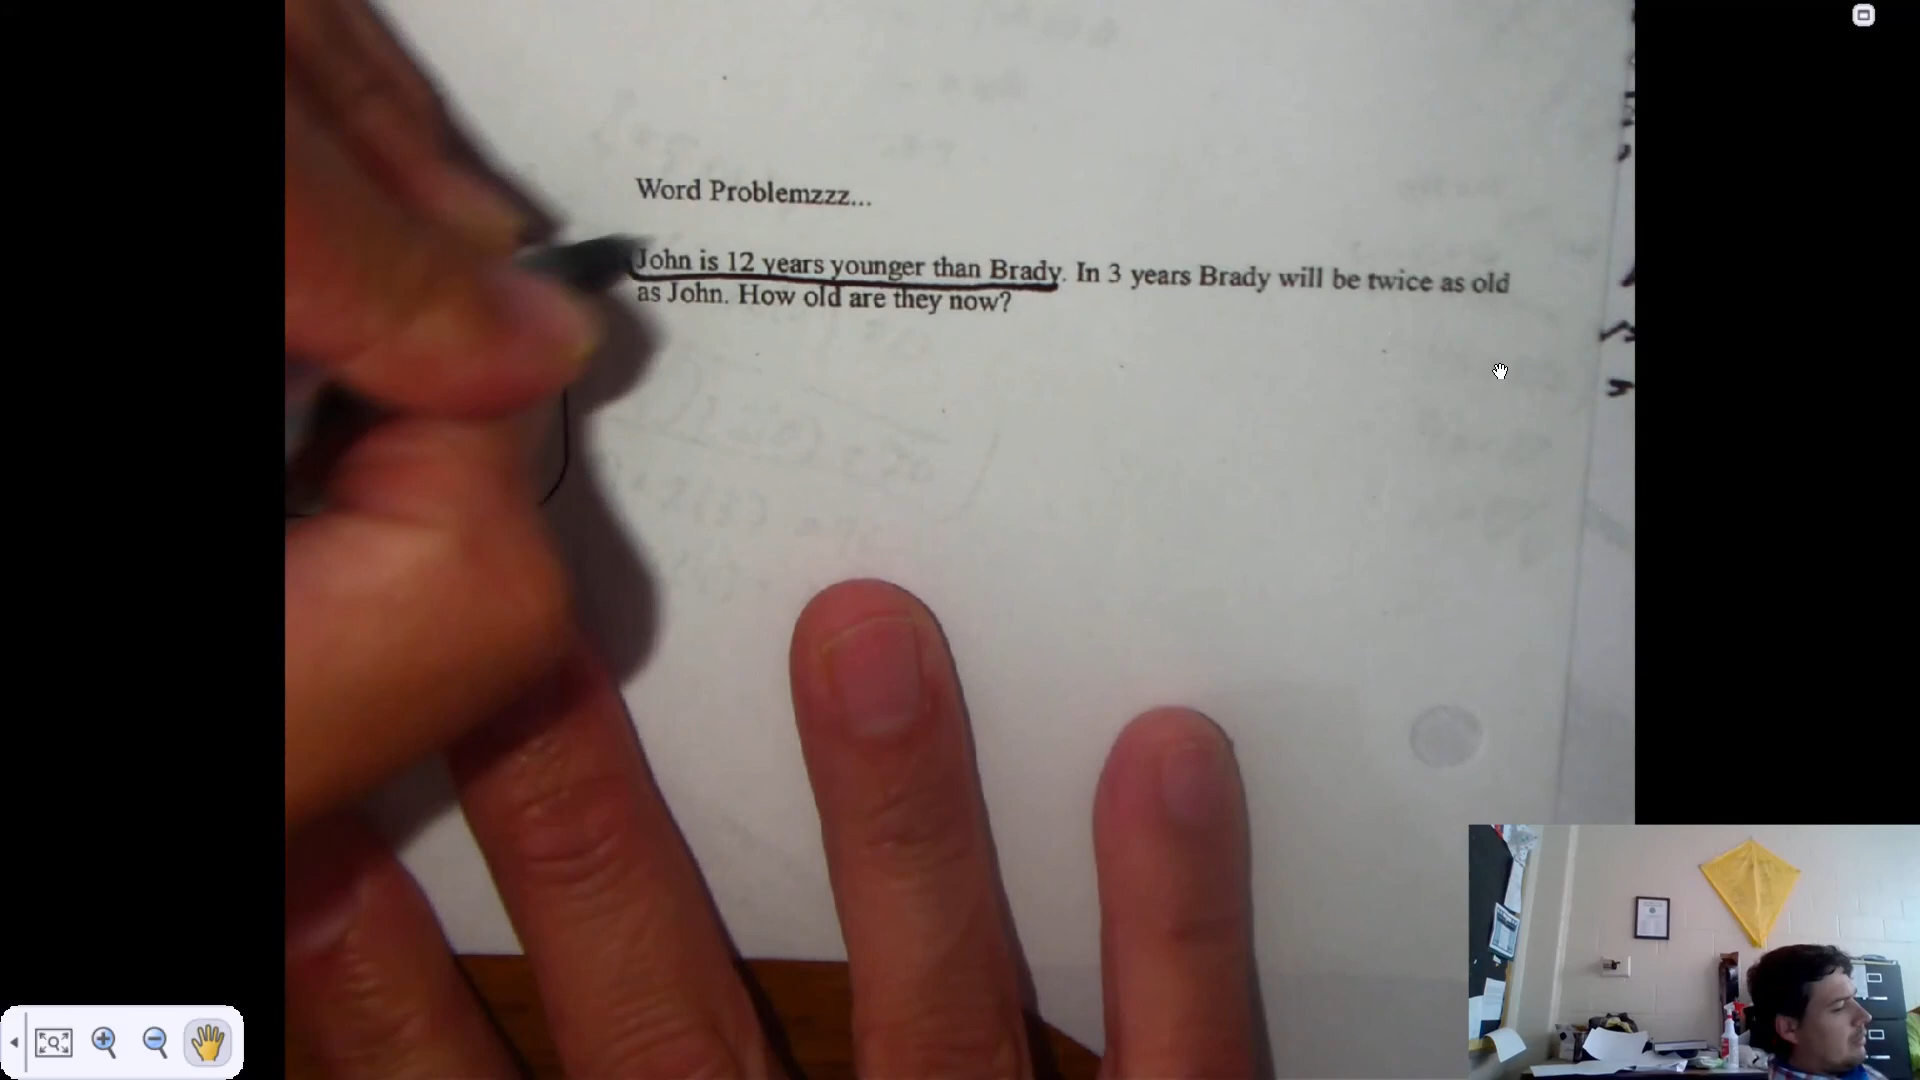 Word Problemzzz...
John is 12 years younger than Brady. In 3 years Brady will be twice as old
as John. How old are they now?